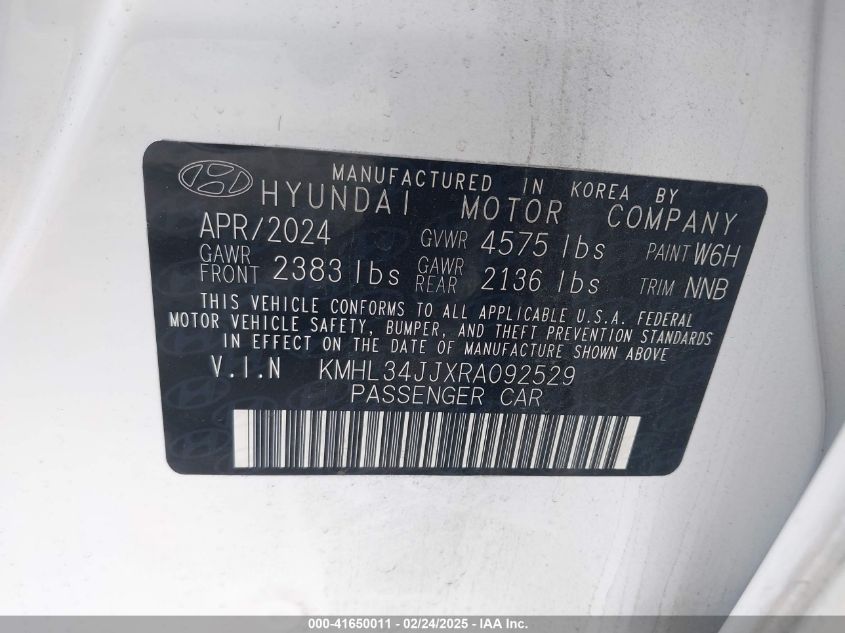 MANUFACTURED IN KOREA BY
HYUNDAI MOTOR COMPANY
APR/2024 GVWR 4575 lbs PAINT W6H
GAWR FRONT 2383 lbs GAWR REAR 2136 lbs TRIM NNB
THIS VEHICLE CONFORMS TO ALL APPLICABLE U.S.A. FEDERAL
MOTOR VEHICLE SAFETY, BUMPER, AND THEFT PREVENTION STANDARDS
IN EFFECT ON THE DATE OF MANUFACTURE SHOWN ABOVE
V.I.N KMHL34JJXRA092529
PASSENGER CAR
000-41650011 - 02/24/2025 - IAA Inc.